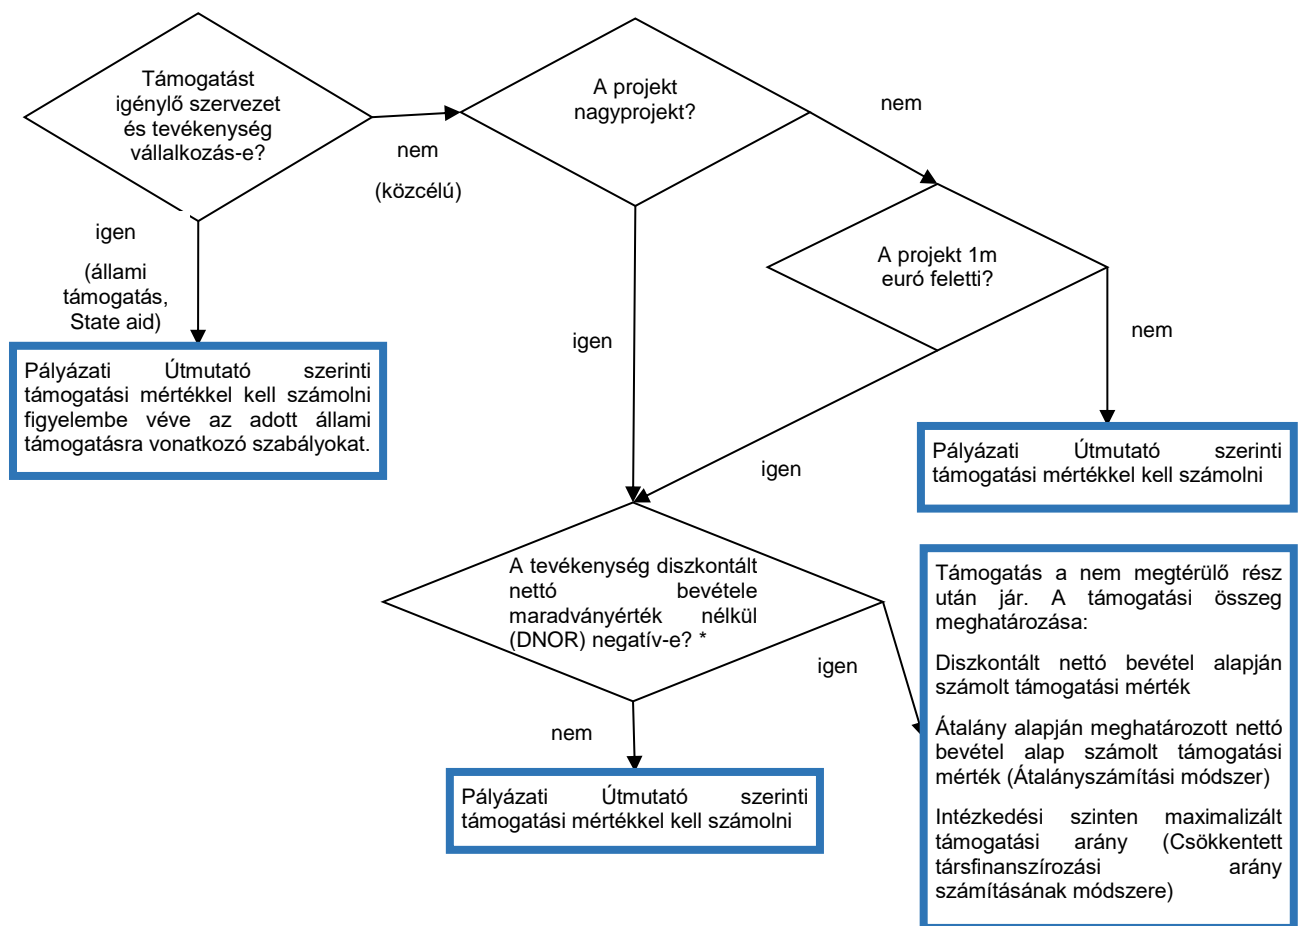 Támogatást
igénylő szervezet
és tevékenység
vállalkozás-e?
A projekt
nagyprojekt?
nem
nem
(közcélú)
igen
(állami
támogatás,
State aid)
A projekt 1m
euró feletti?
igen
nem
Pályázati Útmutató szerinti
támogatási mértékkel kell számolni
figyelembe véve az adott állami
támogatásra vonatkozó szabályokat.
Pályázati Útmutató szerinti
támogatási mértékkel kell számolni
igen
A tevékenység diszkontált
nettó bevétele
maradványérték nélkül
(DNOR) negatív-e? *
igen
nem
Pályázati Útmutató szerinti
támogatási mértékkel kell számolni
Támogatás a nem megtérülő rész
után jár. A támogatási összeg
meghatározása:
Diszkontált nettó bevétel alapján
számolt támogatási mérték
Átalány alapján meghatározott nettó
bevétel alap számolt támogatási
mérték (Átalányszámítási módszer)
Intézkedési szinten maximalizált
támogatási arány (Csökkentett
társfinanszírozási arány
számításának módszere)